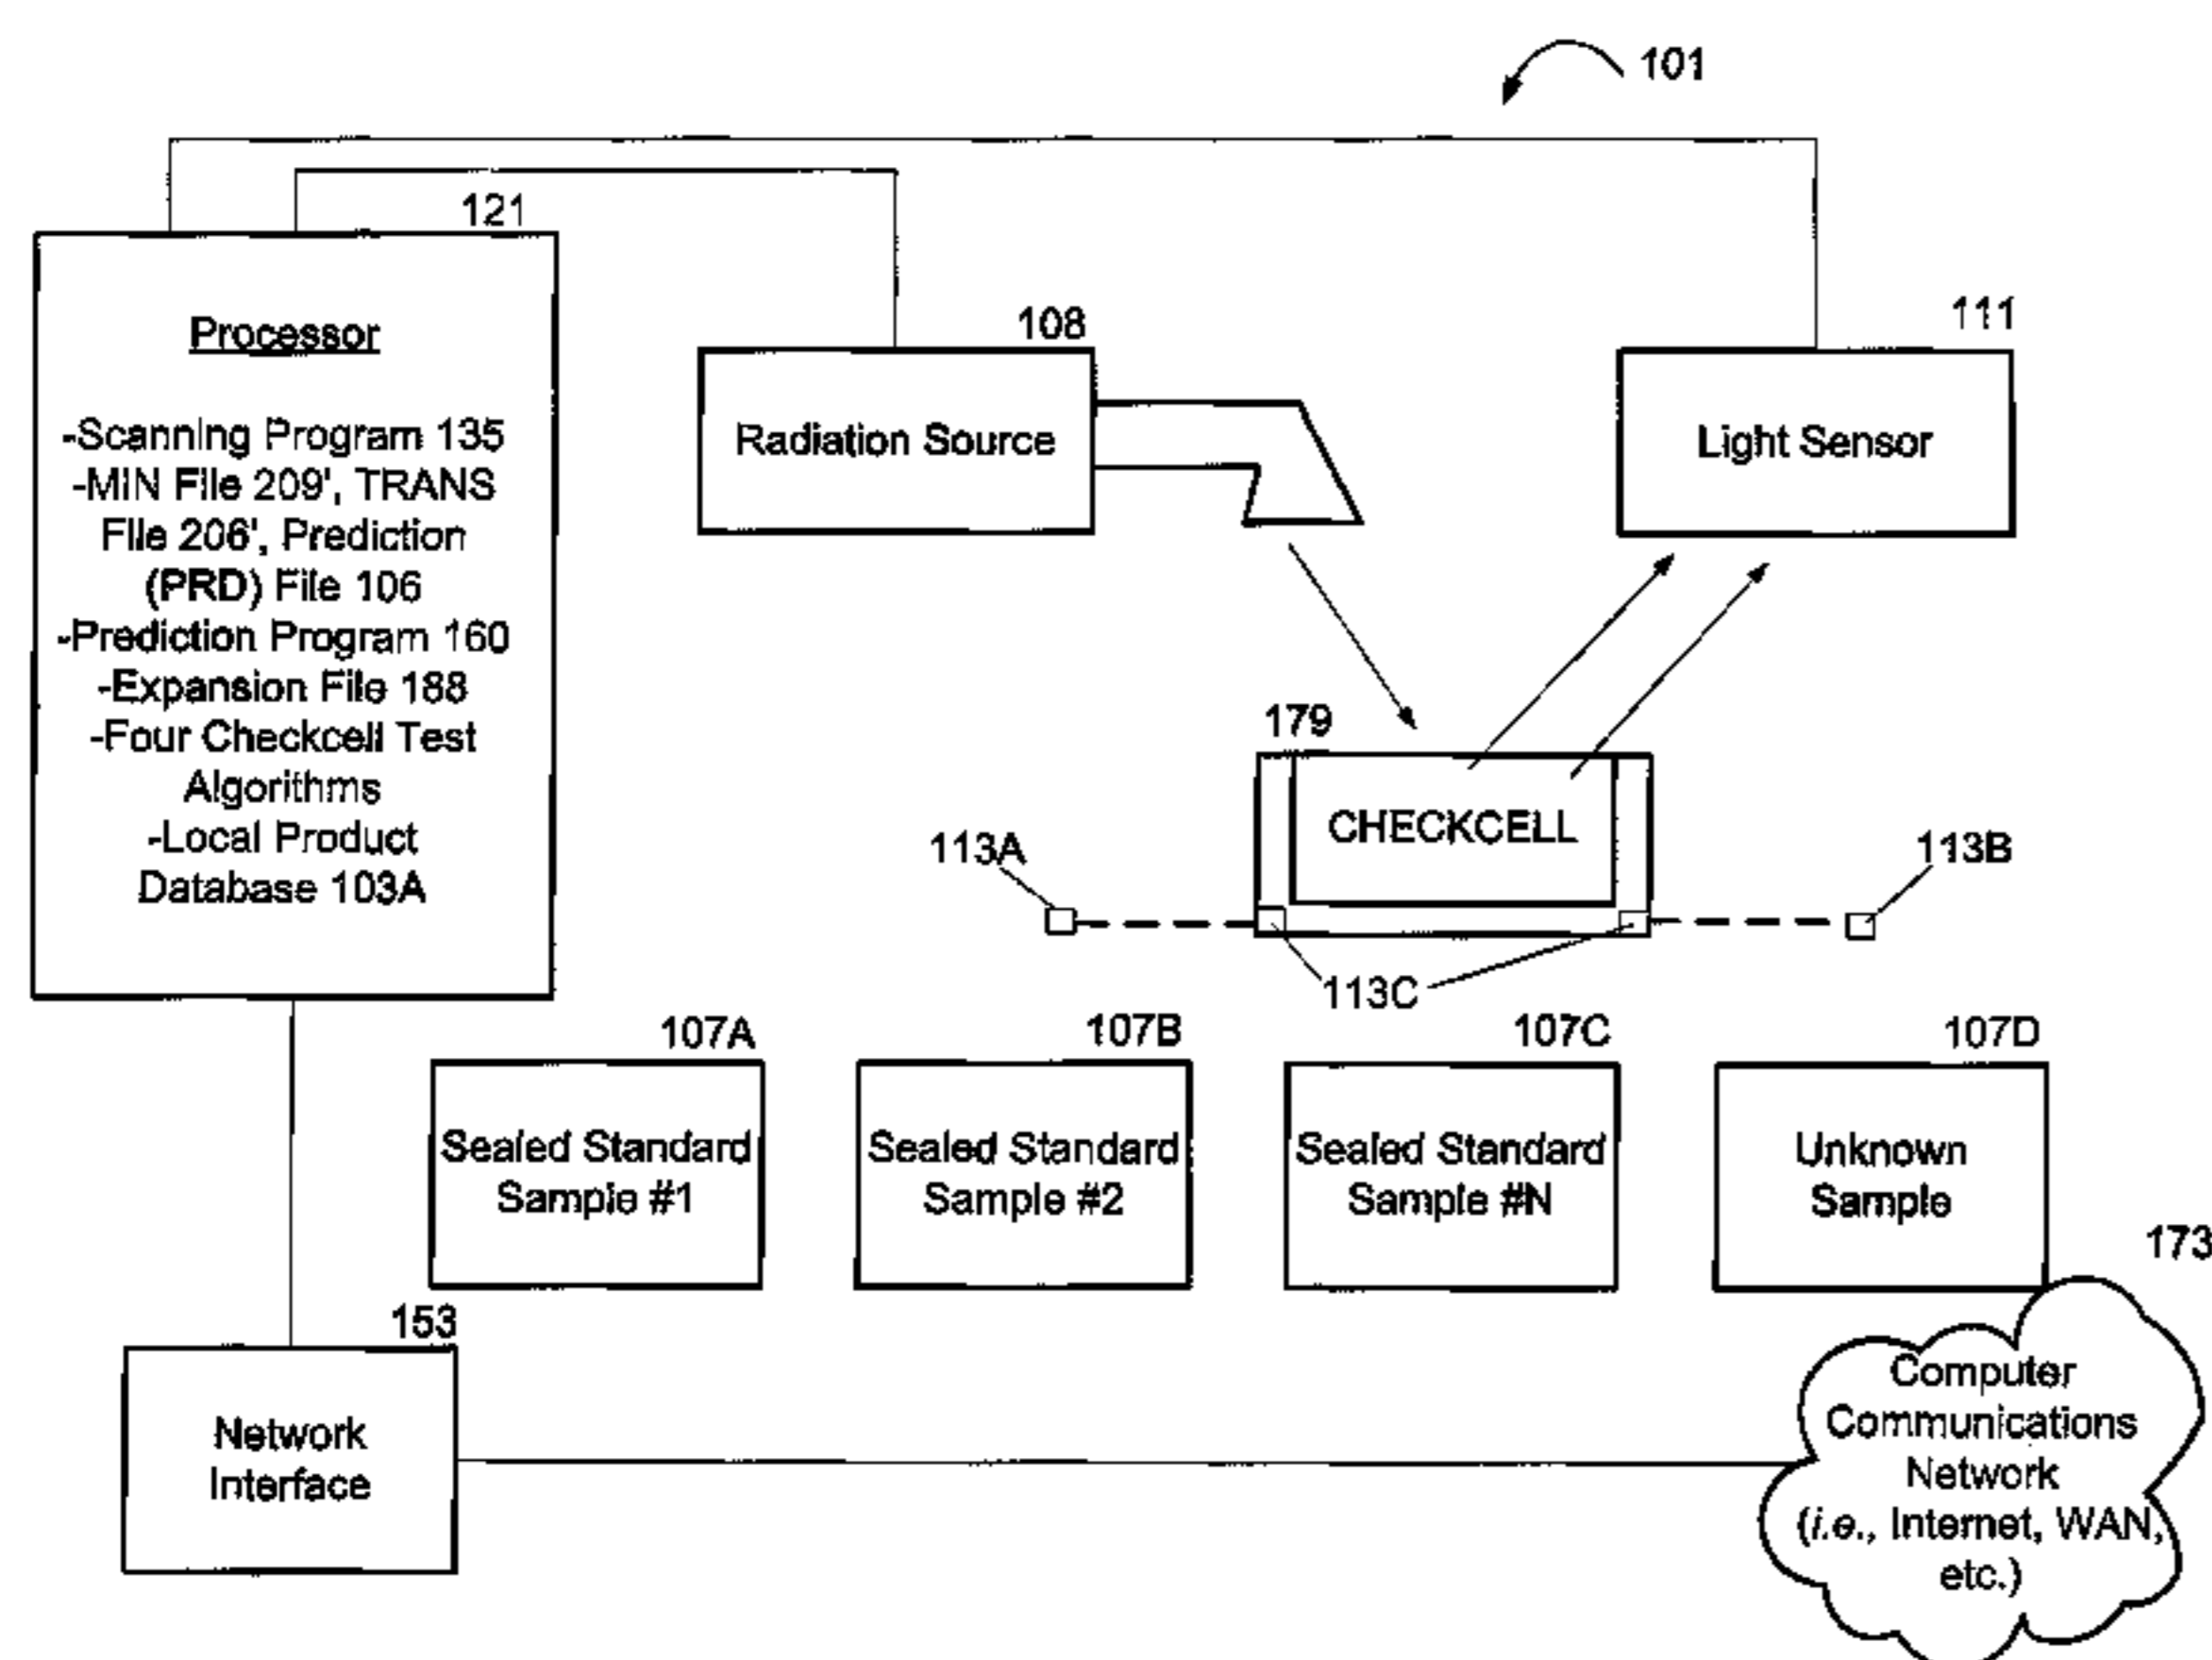 101
121
Processor
-Scanning Program 135
-MIN File 209', TRANS
File 206', Prediction
(PRD) File 106
-Prediction Program 160
-Expansion File 188
-Four Checkcell Test
Algorithms
-Local Product
Database 103A
108
Radiation Source
111
Light Sensor
179
CHECKCELL
113A
113B
113C
107A
Sealed Standard
Sample #1
107B
Sealed Standard
Sample #2
107C
Sealed Standard
Sample #N
107D
Unknown
Sample
153
Network
Interface
173
Computer
Communications
Network
(i.e., Internet, WAN,
etc.)